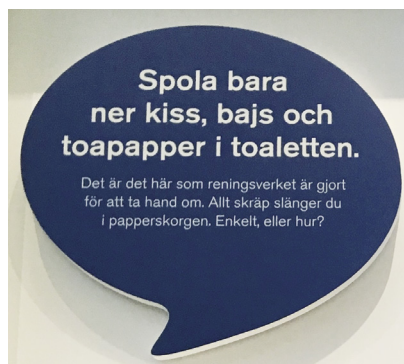 Spola bara
ner kiss, bajs och
toapapper i toaletten.
Det är det här som reningsverket är gjort
för att ta hand om. Allt skräp slänger du
i papperskorgen. Enkelt, eller hur?